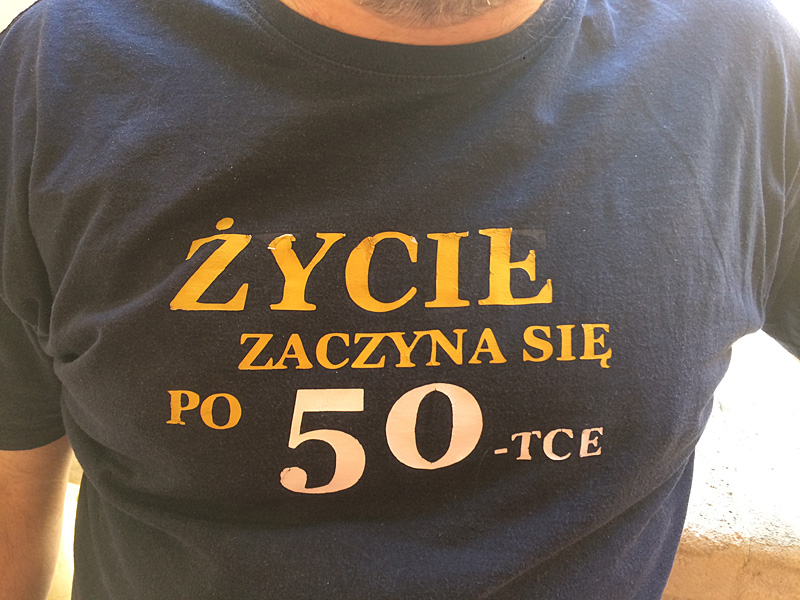 ŻYCIE
ZACZYNA SIĘ
PO 50-TCE